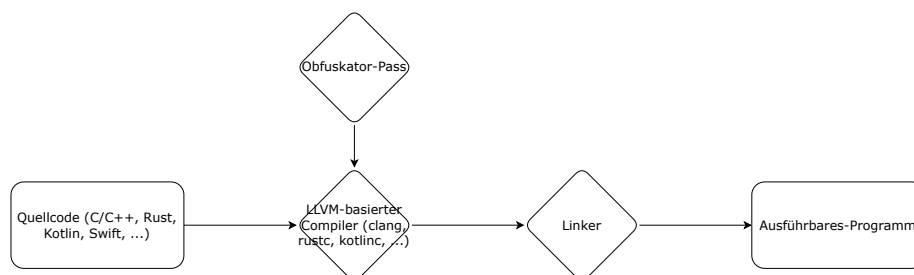 Obfuskator-Pass
Quellcode (C/C++, Rust,
Kotlin, Swift, ...)
LLVM-basierter
Compiler (clang,
rustc, kotlinc, ...)
Linker
Ausführbares-Programm